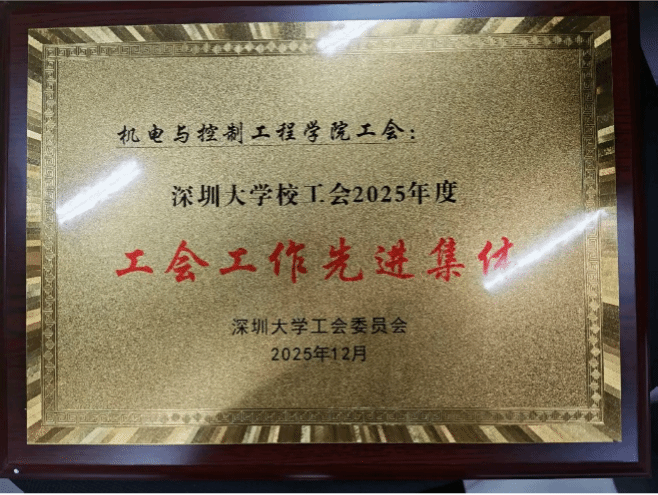 机电与控制工程学院工会:
深圳大学校工会2025年度
工会工作先进集体
深圳大学工会委员会
2025年12月